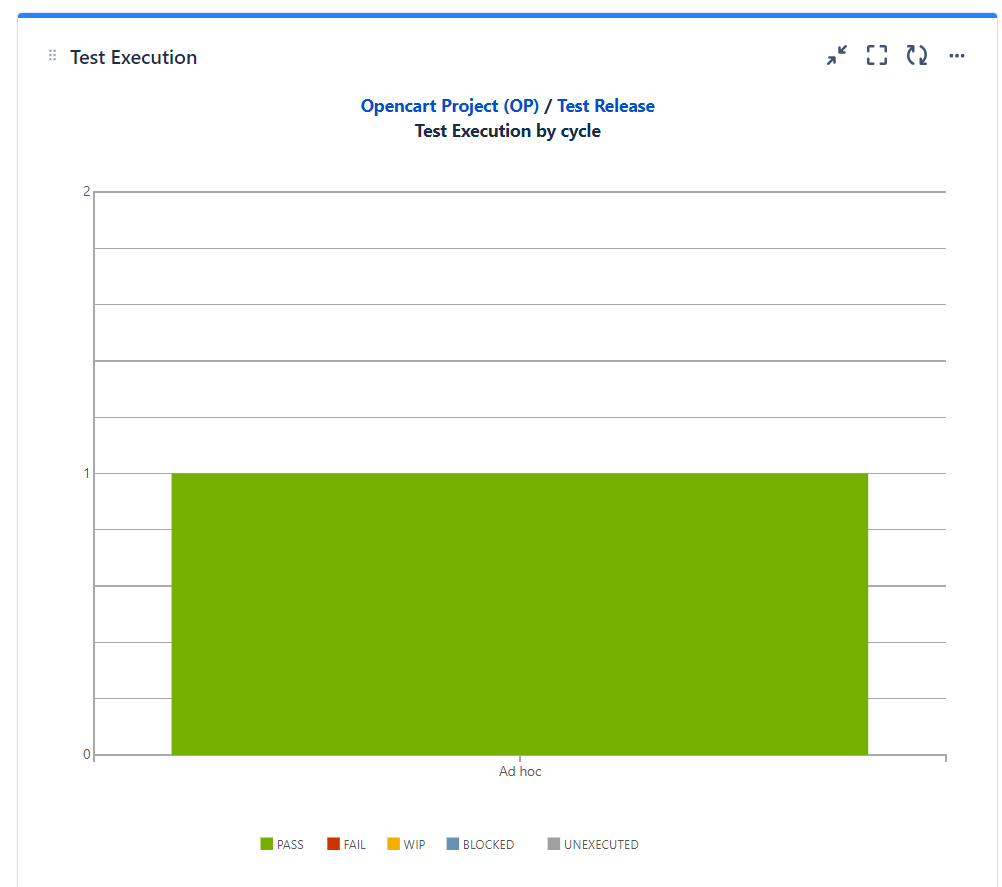 Test Execution
Opencart Project (OP) / Test Release
Test Execution by cycle
2
1
0
Ad hoc
PASS FAIL WIP BLOCKED UNEXECUTED